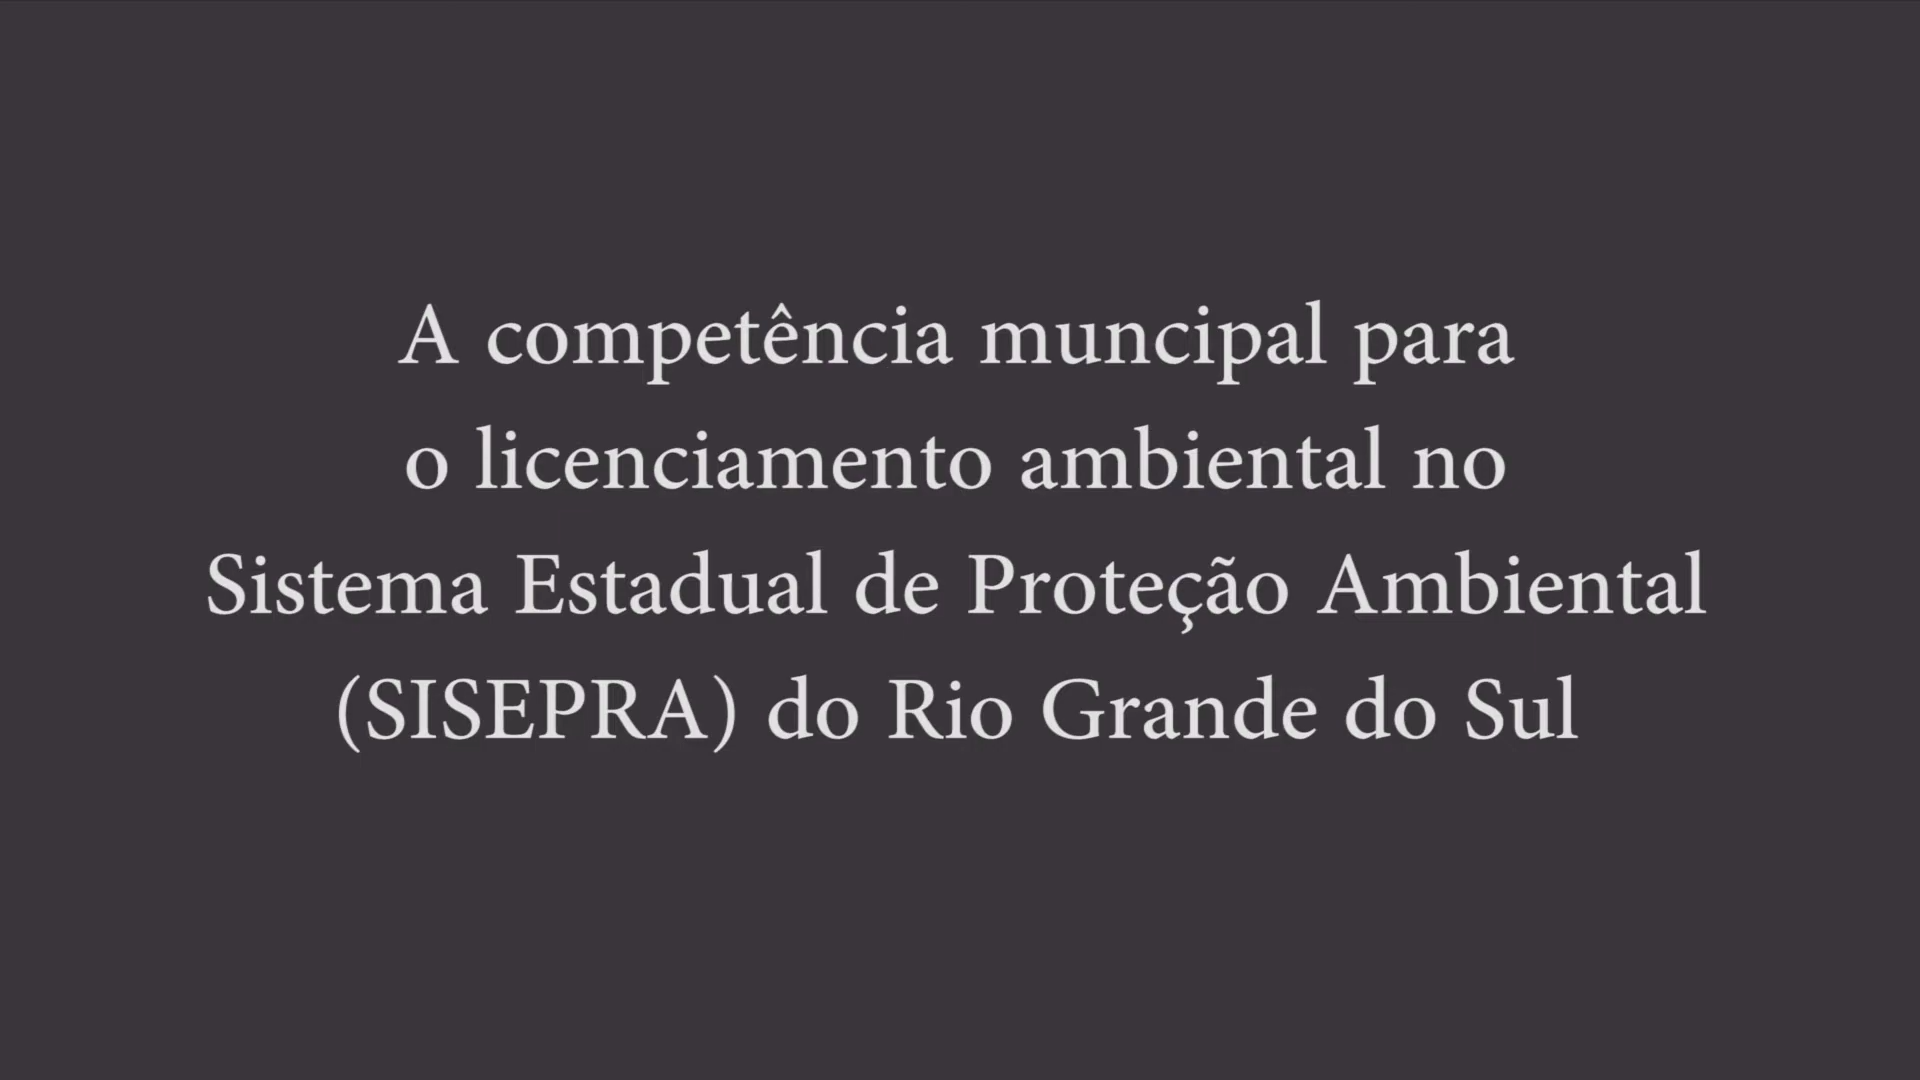 A competência muncipal para
o licenciamento ambiental no
Sistema Estadual de Proteção Ambiental
(SISEPRA) do Rio Grande do Sul